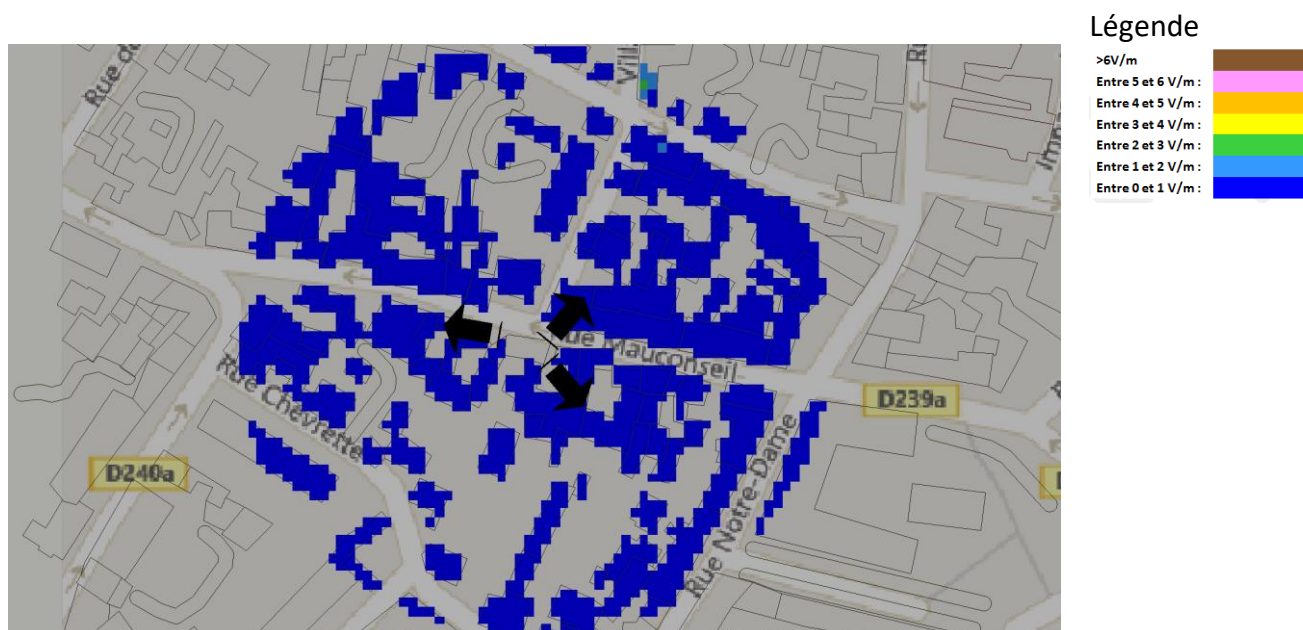 Légende
>6V/m
Entre 5 et 6 V/m :
Entre 4 et 5 V/m :
Entre 3 et 4 V/m :
Entre 2 et 3 V/m :
Entre 1 et 2 V/m :
Entre 0 et 1 V/m :
Rue
Rue Mauconseil
D239a
Rue Chevrette
D240a
Rue Notre-Dame